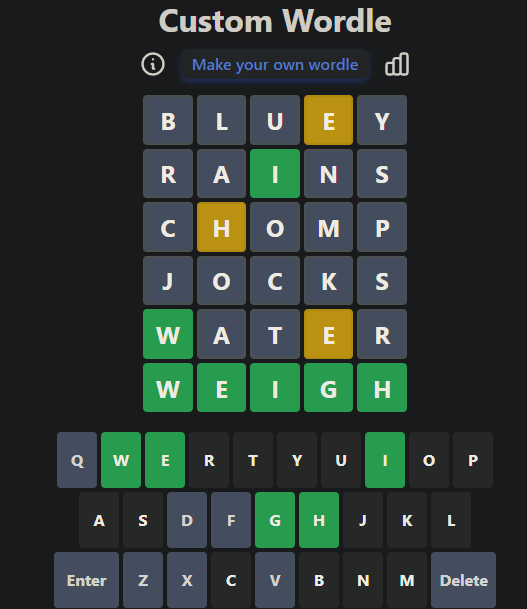 Custom Wordle
Make your own wordle
B L U E Y
R A I N S
C H O M P
J O C K S
W A T E R
W E I G H
Q W E R T Y U I O P
A S D F G H J K L
Enter Z X C V B N M Delete